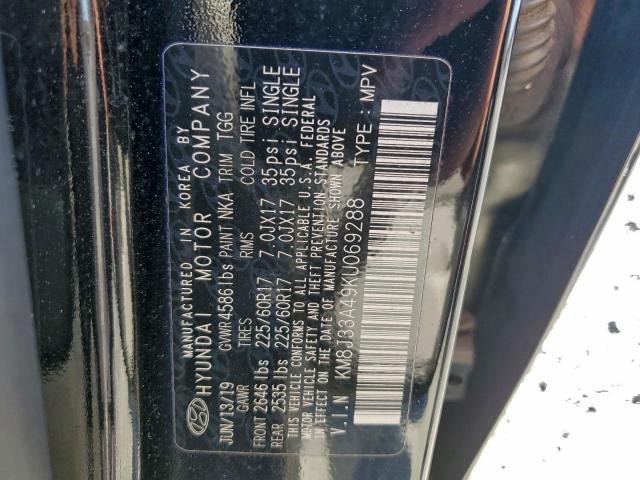 MANUFACTURED IN KOREA BY
HYUNDAI MOTOR COMPANY
JUN/13/19 GVWR 4586 lbs PAINT NKA TRIM TGG
GAWR TIRES RIMS COLD TIRE INFL
FRONT 2646 lbs 225/60R17 7.0JX17 35psi SINGLE
REAR 2535 lbs 225/60R17 7.0JX17 35psi SINGLE
THIS VEHICLE CONFORMS TO ALL APPLICABLE U.S.A. FEDERAL
MOTOR VEHICLE SAFETY AND THEFT PREVENTION STANDARDS
IN EFFECT ON THE DATE OF MANUFACTURE SHOWN ABOVE
V.I.N KM8J33A49KU069288 TYPE : MPV